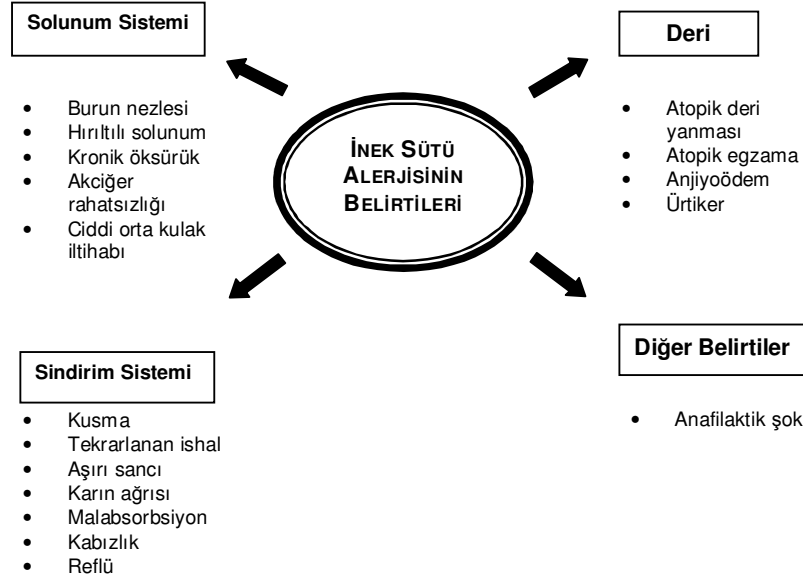 Solunum Sistemi
• Burun nezlesi
• Hırıltılı solunum
• Kronik öksürük
• Akciğer
rahatsızlığı
• Ciddi orta kulak
iltihabı
İNEK SÜTÜ
ALERJİSİNİN
BELİRTİLERİ
Deri
• Atopik deri
yanması
• Atopik egzama
• Anjiyoödem
• Ürtiker
Sindirim Sistemi
• Kusma
• Tekrarlanan ishal
• Aşırı sancı
• Karın ağrısı
• Malabsorbsiyon
• Kabızlık
• Reflü
Diğer Belirtiler
• Anafilaktik şok